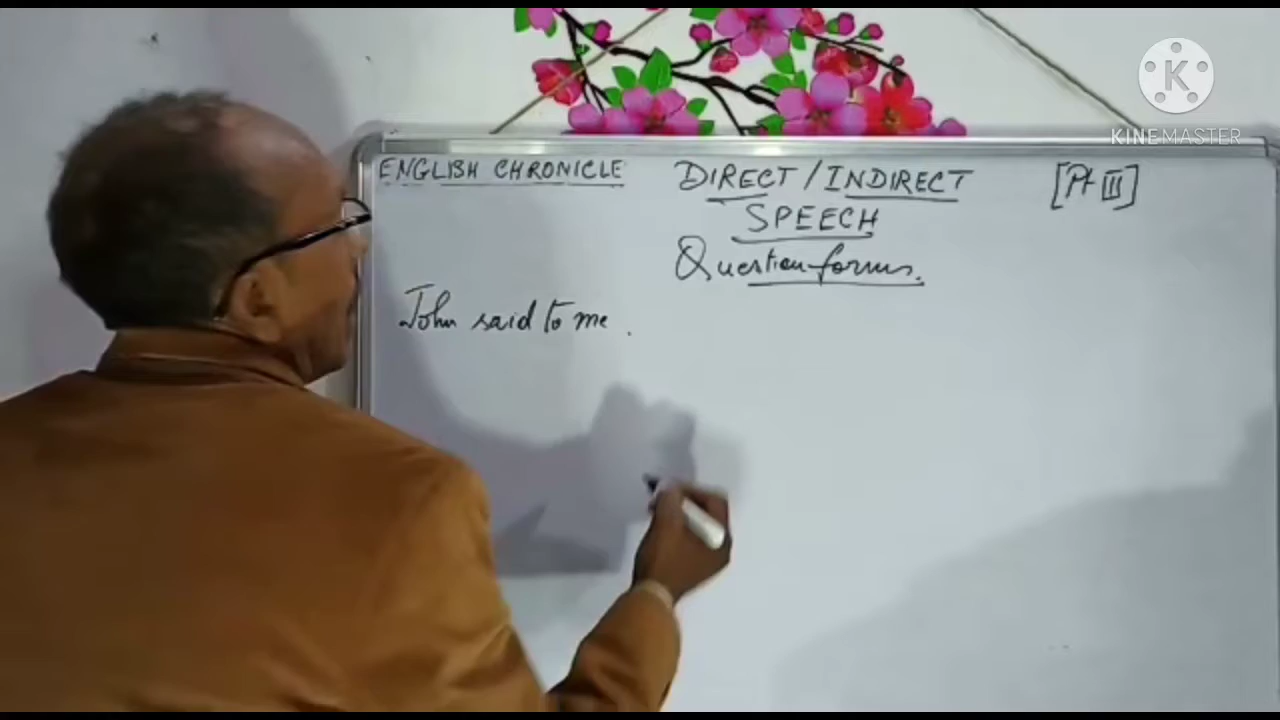 K
KINEMASTER
ENGLISH CHRONICLE
DIRECT / INDIRECT [Pt III]
SPEECH
Question forms.
John said to me .